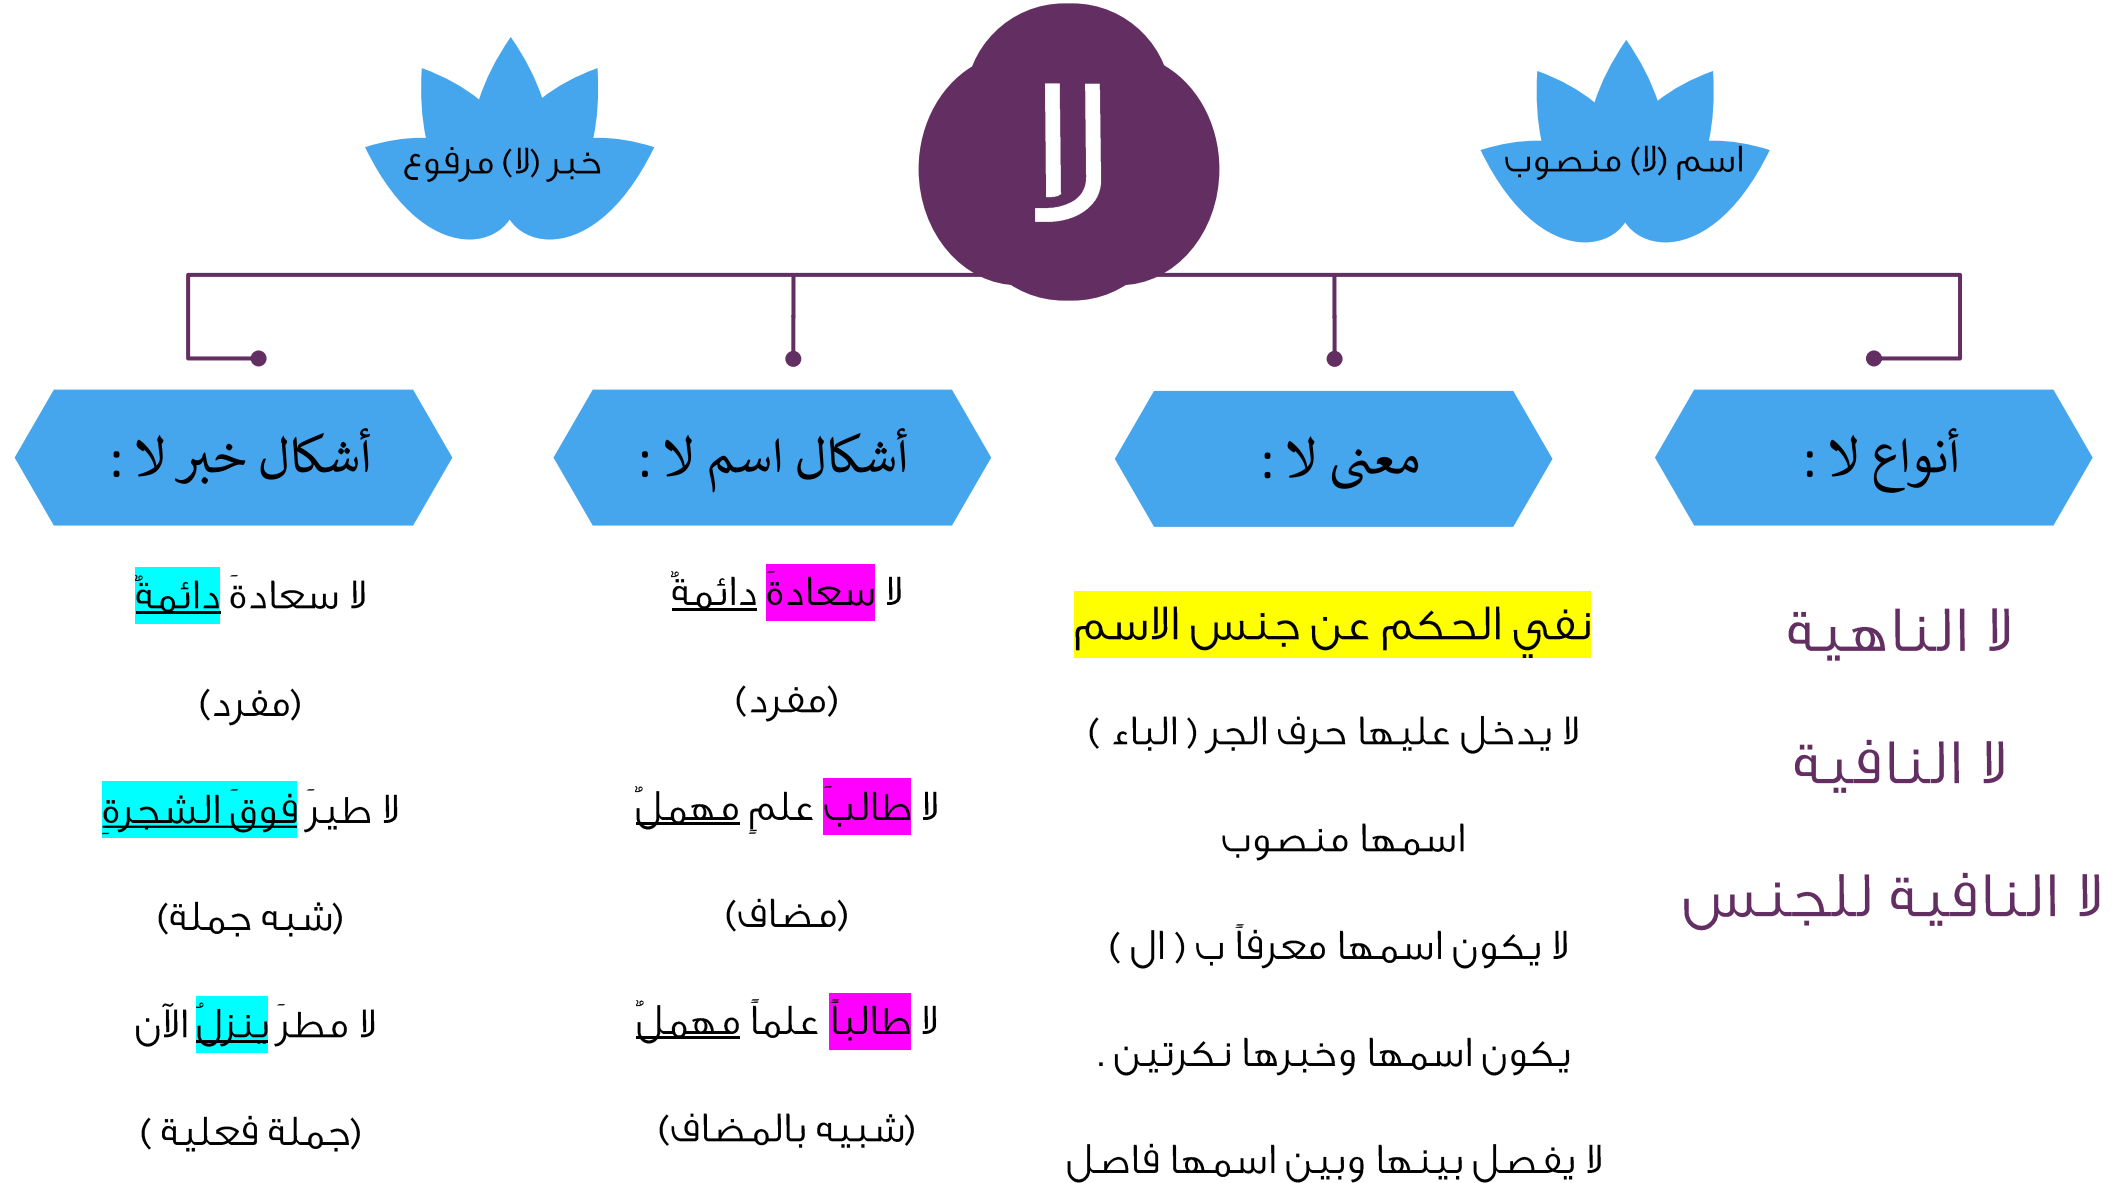 لا
اسم (لا) منصوب
خبر (لا) مرفوع
أنواع لا :
لا الناهية
لا النافية
لا النافية للجنس
معنى لا :
نفي الحكم عن جنس الاسم
لا يدخل عليها حرف الجر ( الباء )
اسمها منصوب
لا يكون اسمها معرفاً ب ( ال )
يكون اسمها وخبرها نكرتين .
لا يفصل بينها وبين اسمها فاصل
أشكال اسم لا :
لا سعادةَ دائمةٌ
(مفرد)
لا طالبَ علمٍ مهملٌ
(مضاف)
لا طالباً علماً مهملٌ
(شبيه بالمضاف)
أشكال خبر لا :
لا سعادةَ دائمةٌ
(مفرد)
لا طيرَ فوقَ الشجرةِ
(شبه جملة)
لا مطرَ ينزلُ الآن
(جملة فعلية )